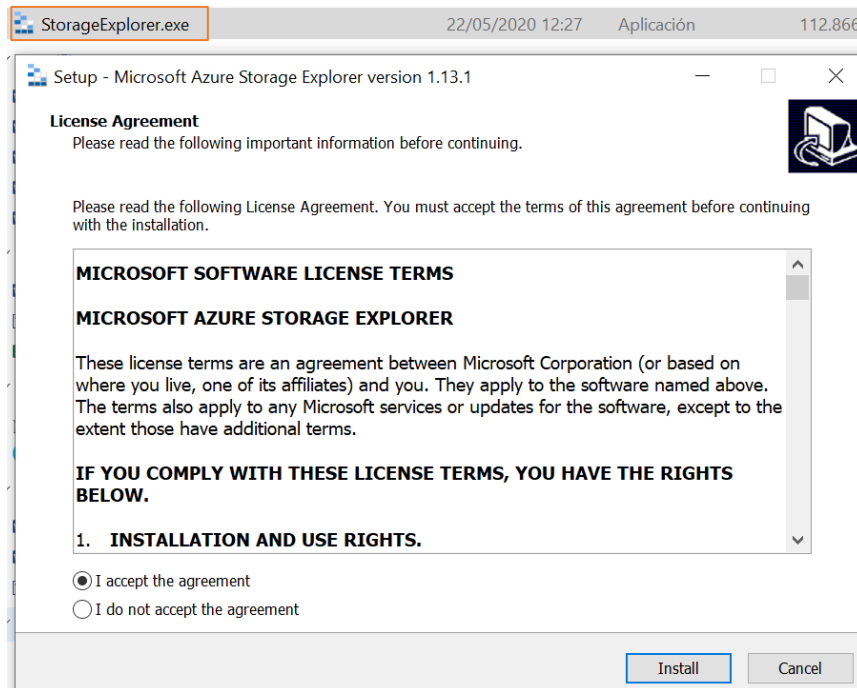 StorageExplorer.exe 22/05/2020 12:27 Aplicación 112.866
Setup - Microsoft Azure Storage Explorer version 1.13.1
License Agreement
Please read the following important information before continuing.
Please read the following License Agreement. You must accept the terms of this agreement before continuing
with the installation.
MICROSOFT SOFTWARE LICENSE TERMS
MICROSOFT AZURE STORAGE EXPLORER
These license terms are an agreement between Microsoft Corporation (or based on
where you live, one of its affiliates) and you. They apply to the software named above.
The terms also apply to any Microsoft services or updates for the software, except to the
extent those have additional terms.
IF YOU COMPLY WITH THESE LICENSE TERMS, YOU HAVE THE RIGHTS
BELOW.
1. INSTALLATION AND USE RIGHTS.
I accept the agreement
I do not accept the agreement
Install Cancel